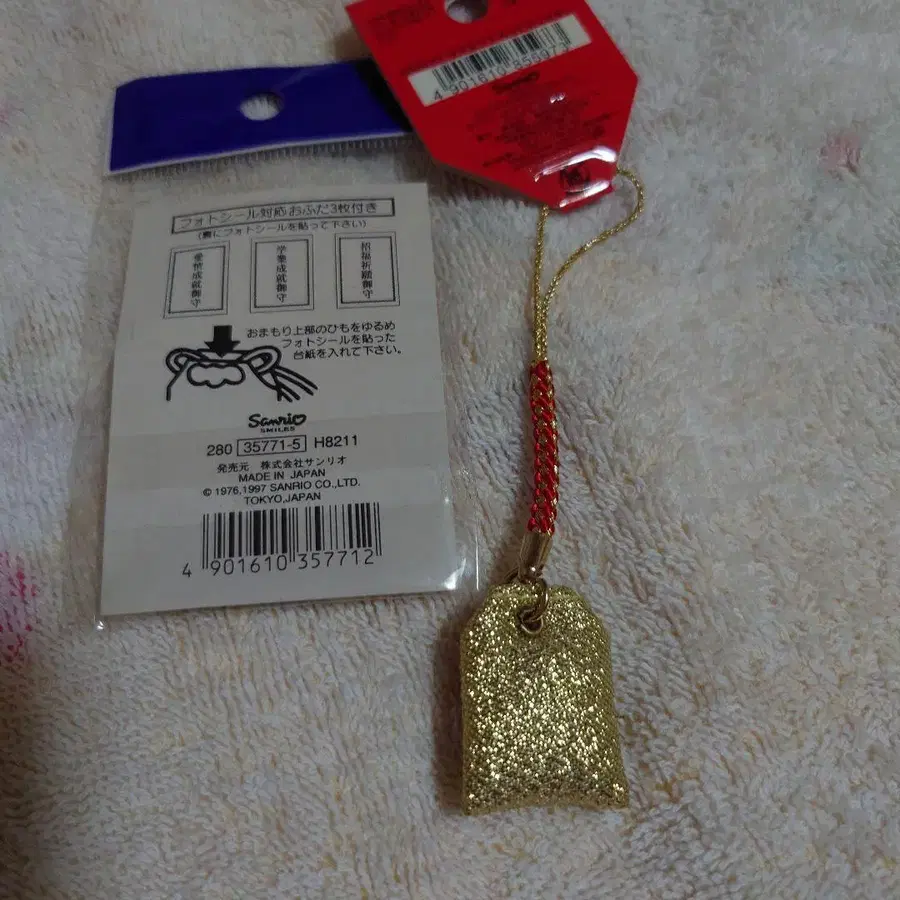 4 901610 355973
Sanrio
フォトシール対応おふだ3枚付き
(裏にフォトシールを貼って下さい)
愛情成就御守
学業成就御守
招福祈願御守
おまもり上部のひもをゆるめ
フォトシールを貼った
台紙を入れて下さい。
Sanrio
SMILES
280 35771-5 H8211
発売元 株式会社サンリオ
MADE IN JAPAN
© 1976,1997 SANRIO CO.,LTD.
TOKYO,JAPAN
4 901610 357712